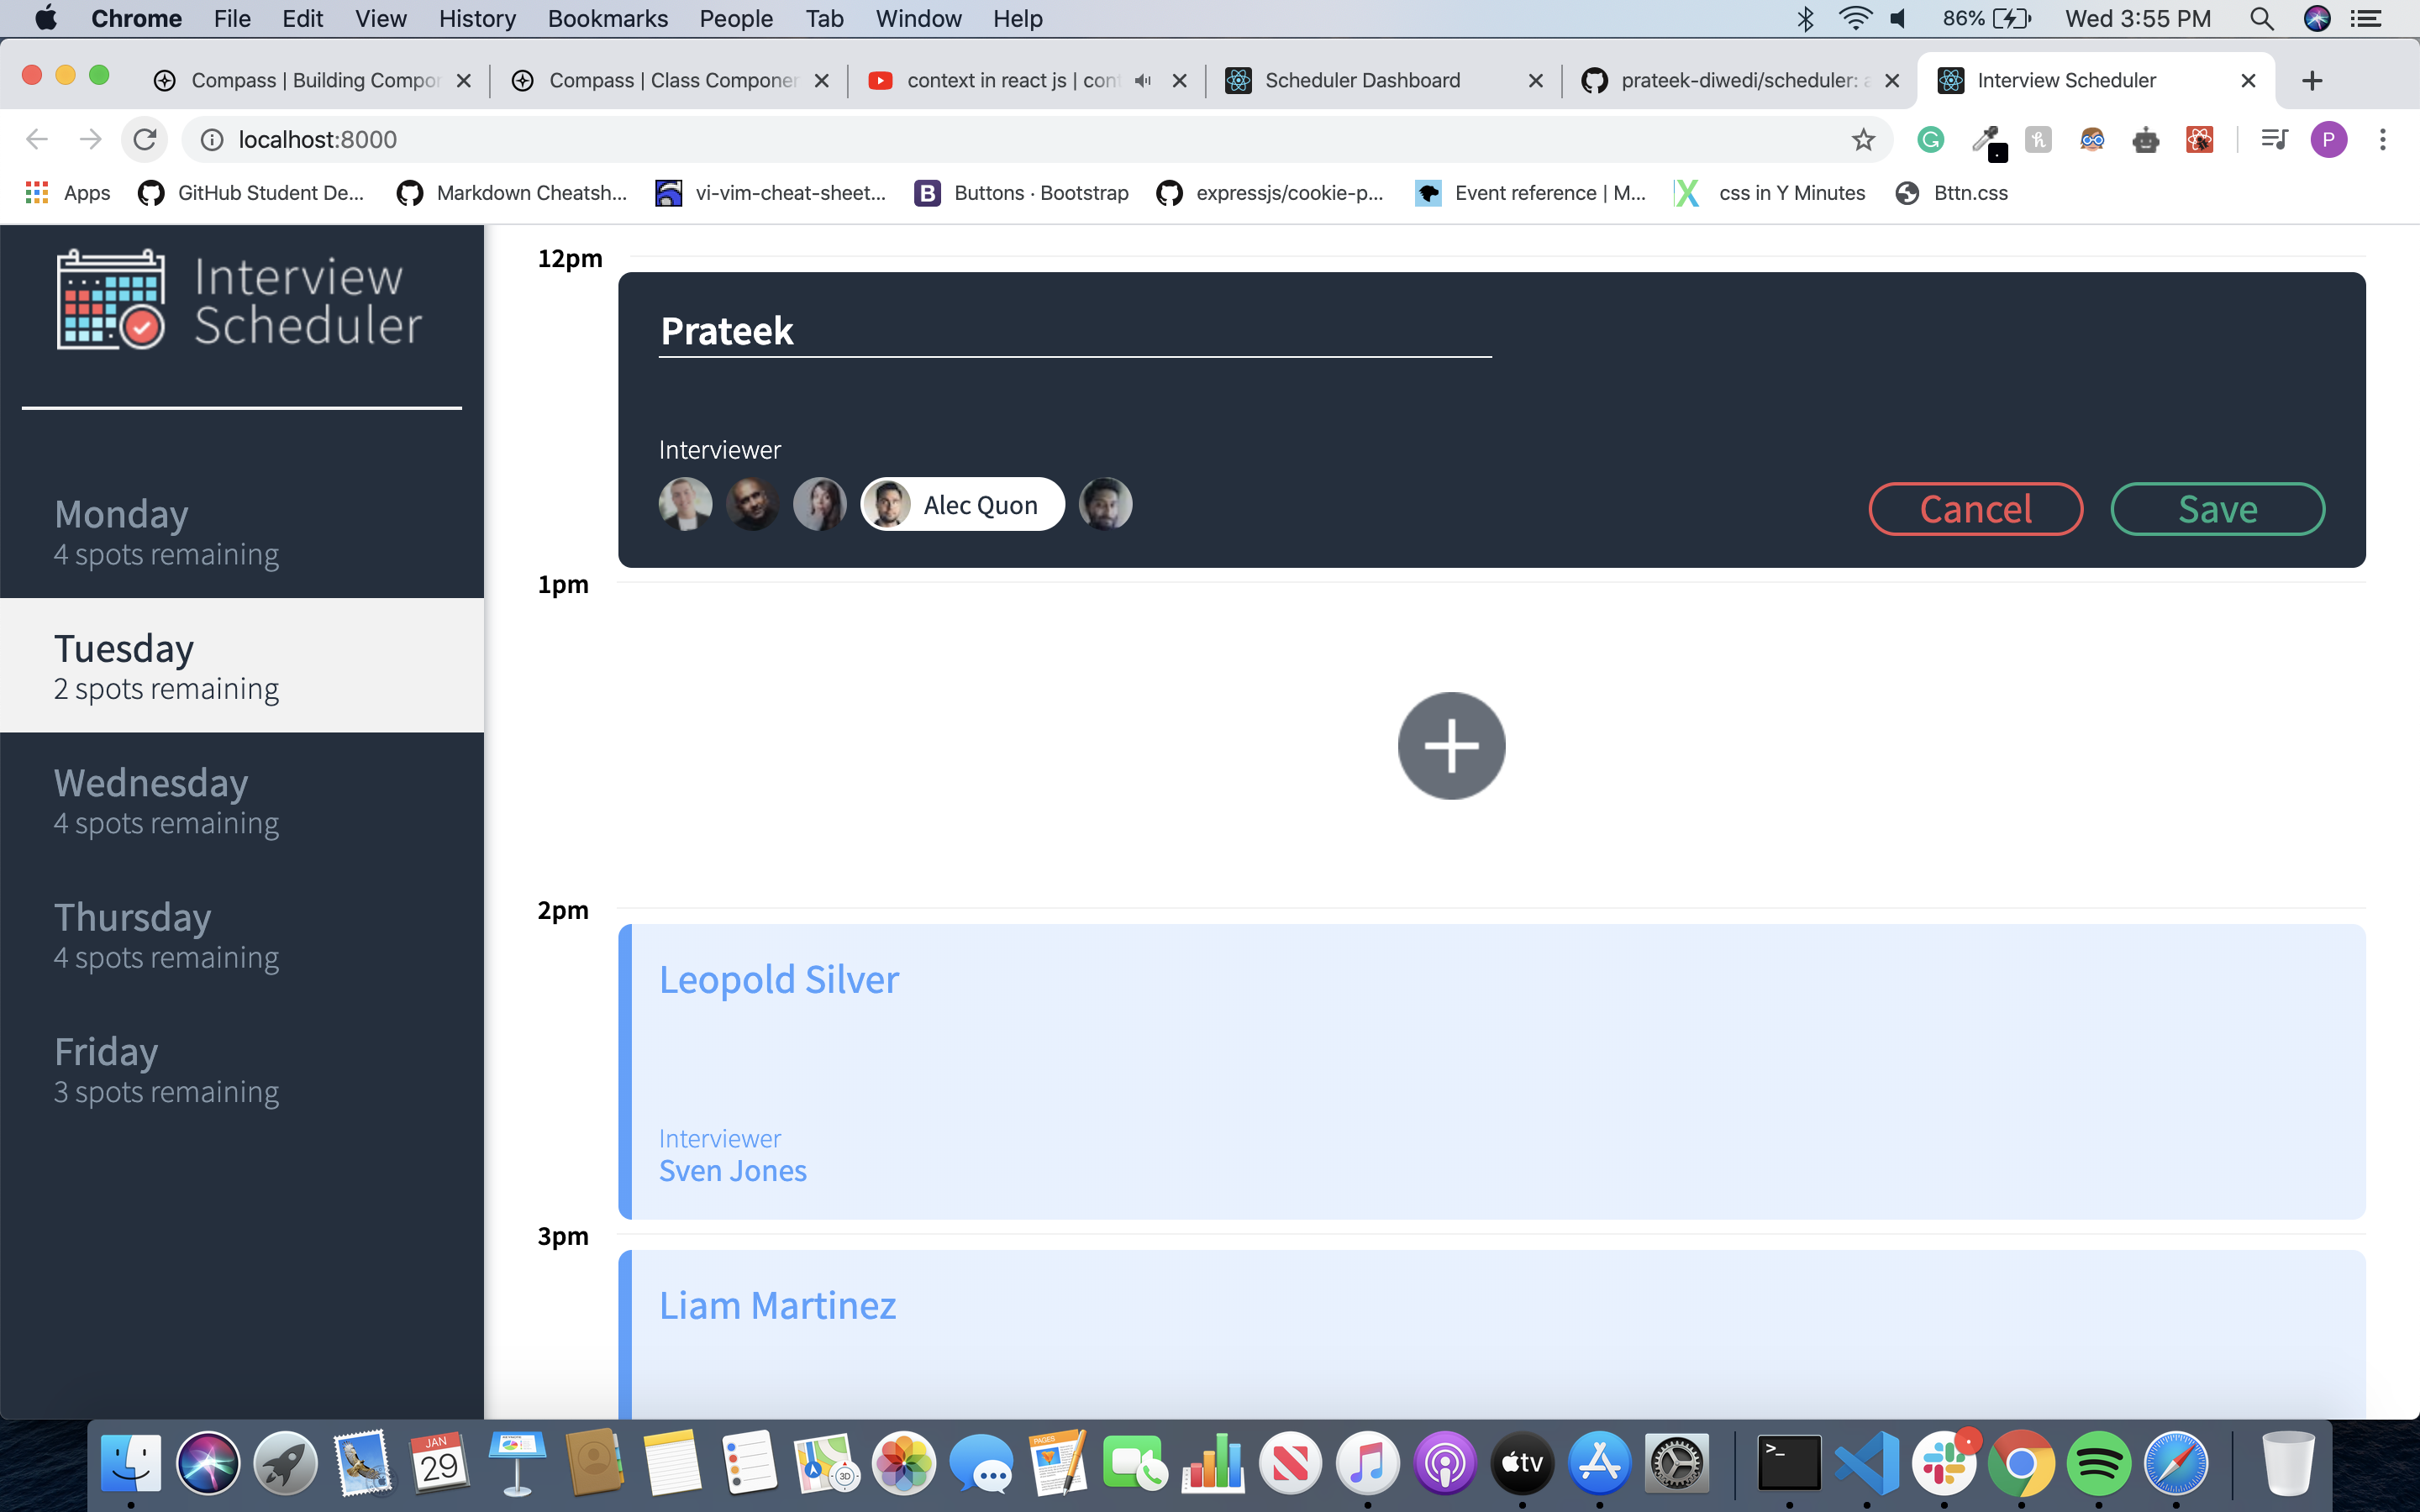 Chrome File Edit View History Bookmarks People Tab Window Help 86% Wed 3:55 PM
Compass | Building Compor Compass | Class Componer context in react js | con Scheduler Dashboard prateek-diwedi/scheduler: a Interview Scheduler
localhost:8000
P
Apps GitHub Student De... Markdown Cheatsh... vi-vim-cheat-sheet... B Buttons · Bootstrap expressjs/cookie-p... Event reference | M... css in Y Minutes Bttn.css
Interview
Scheduler
Monday
4 spots remaining
Tuesday
2 spots remaining
Wednesday
4 spots remaining
Thursday
4 spots remaining
Friday
3 spots remaining
12pm
Prateek
Interviewer
Alec Quon
Cancel Save
1pm
2pm
Leopold Silver
Interviewer
Sven Jones
3pm
Liam Martinez
JAN
29
PAGES
3D
tv